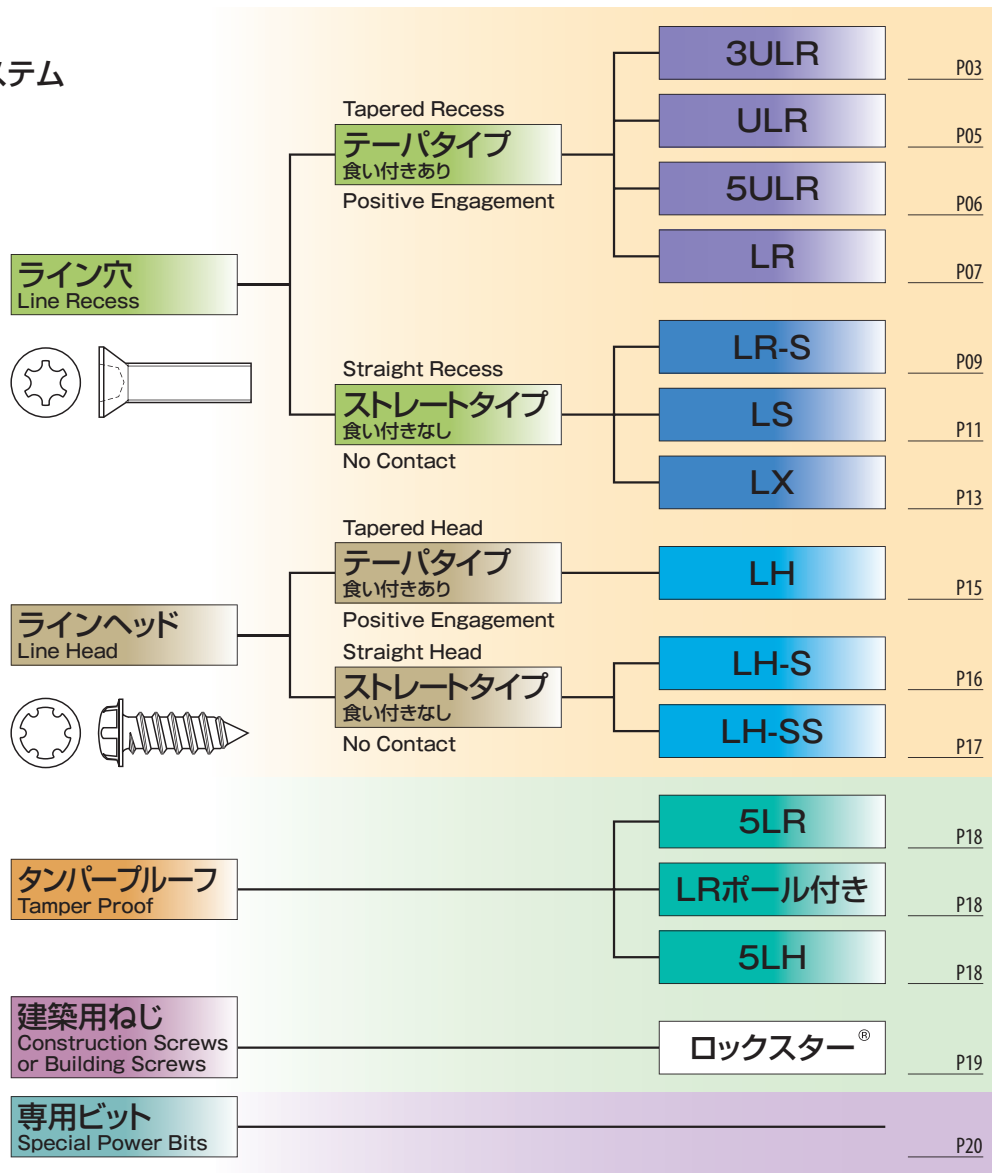 ステム
ライン穴
Line Recess
Tapered Recess
テーパタイプ
食い付きあり
Positive Engagement
3ULR
P03
ULR
P05
5ULR
P06
LR
P07
Straight Recess
ストレートタイプ
食い付きなし
No Contact
LR-S
P09
LS
P11
LX
P13
ラインヘッド
Line Head
Tapered Head
テーパタイプ
食い付きあり
Positive Engagement
LH
P15
Straight Head
ストレートタイプ
食い付きなし
No Contact
LH-S
P16
LH-SS
P17
タンパープルーフ
Tamper Proof
5LR
P18
LRポール付き
P18
5LH
P18
建築用ねじ
Construction Screws
or Building Screws
ロックスター®
P19
専用ビット
Special Power Bits
P20